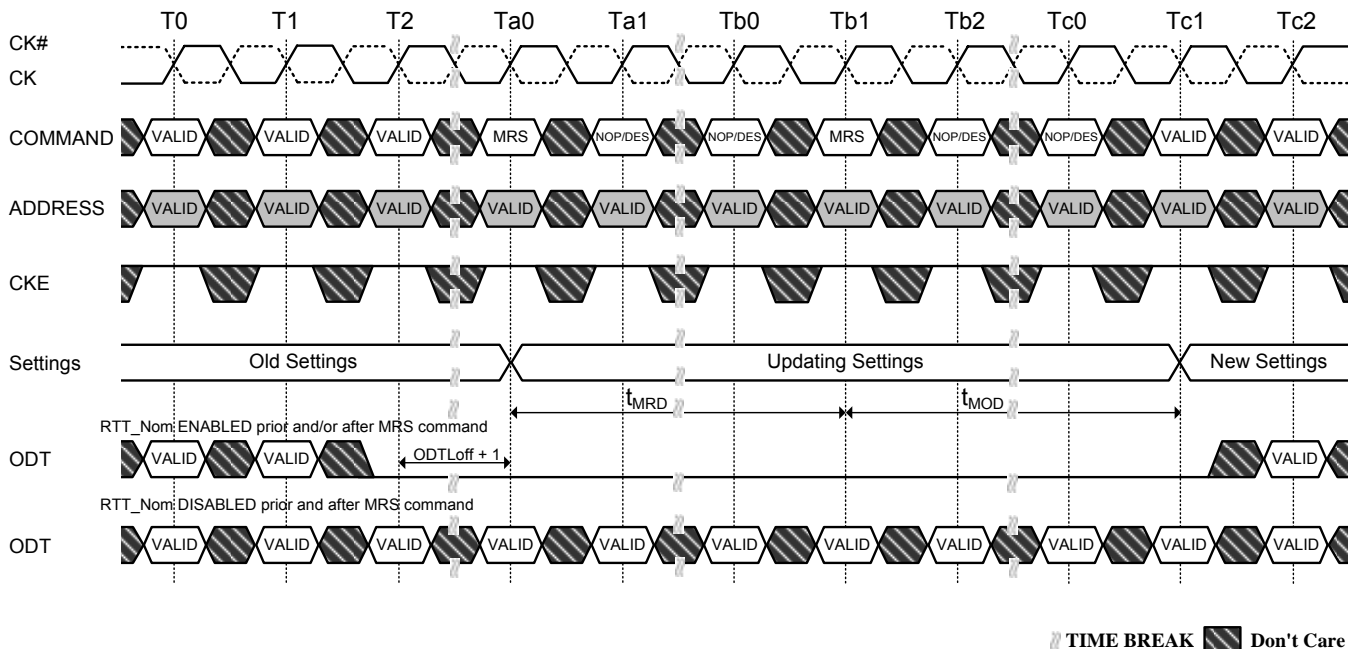 T0 T1 T2 Ta0 Ta1 Tb0 Tb1 Tb2 Tc0 Tc1 Tc2
CK#
CK
COMMAND VALID VALID VALID MRS NOP/DES NOP/DES MRS NOP/DES NOP/DES VALID VALID
ADDRESS VALID VALID VALID VALID VALID VALID VALID VALID VALID VALID VALID
CKE
Settings Old Settings Updating Settings New Settings
tMRD tMOD
RTT_Nom ENABLED prior and/or after MRS command
ODT VALID VALID ODTLoff + 1 VALID
RTT_Nom DISABLED prior and after MRS command
ODT VALID VALID VALID VALID VALID VALID VALID VALID VALID VALID VALID
TIME BREAK Don't Care